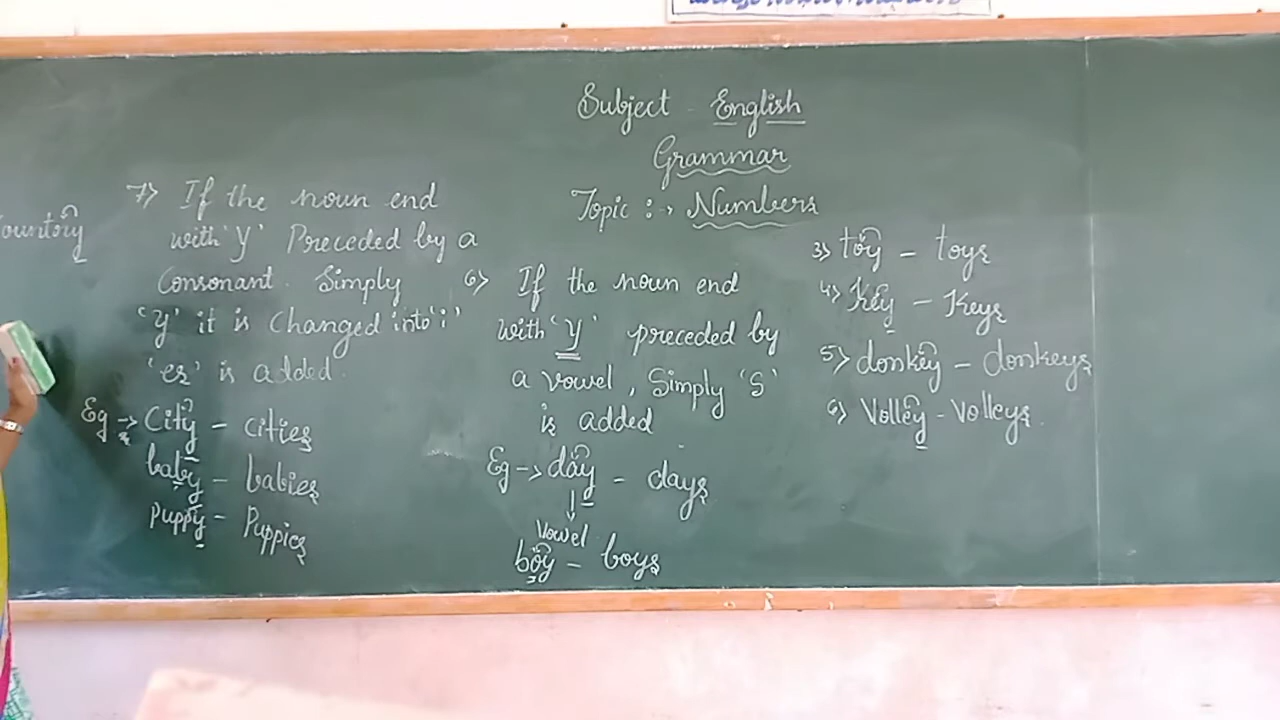 Subject - English
Grammar
Topic :→ Numbers
7> If the noun end
with 'Y' Preceded by a
Consonant. Simply
'y' it is changed into 'i'
'es' is added.
Eg → City - cities
baby - babies
Puppy - Puppies
6> If the noun end
with 'Y' preceded by
a vowel, Simply 'S'
is added
Eg → day - days
↓
Vowel
boy - boys
3> toy - toys
4> Key - Keys
5> donkey - donkeys
6> Volley - Volleys.